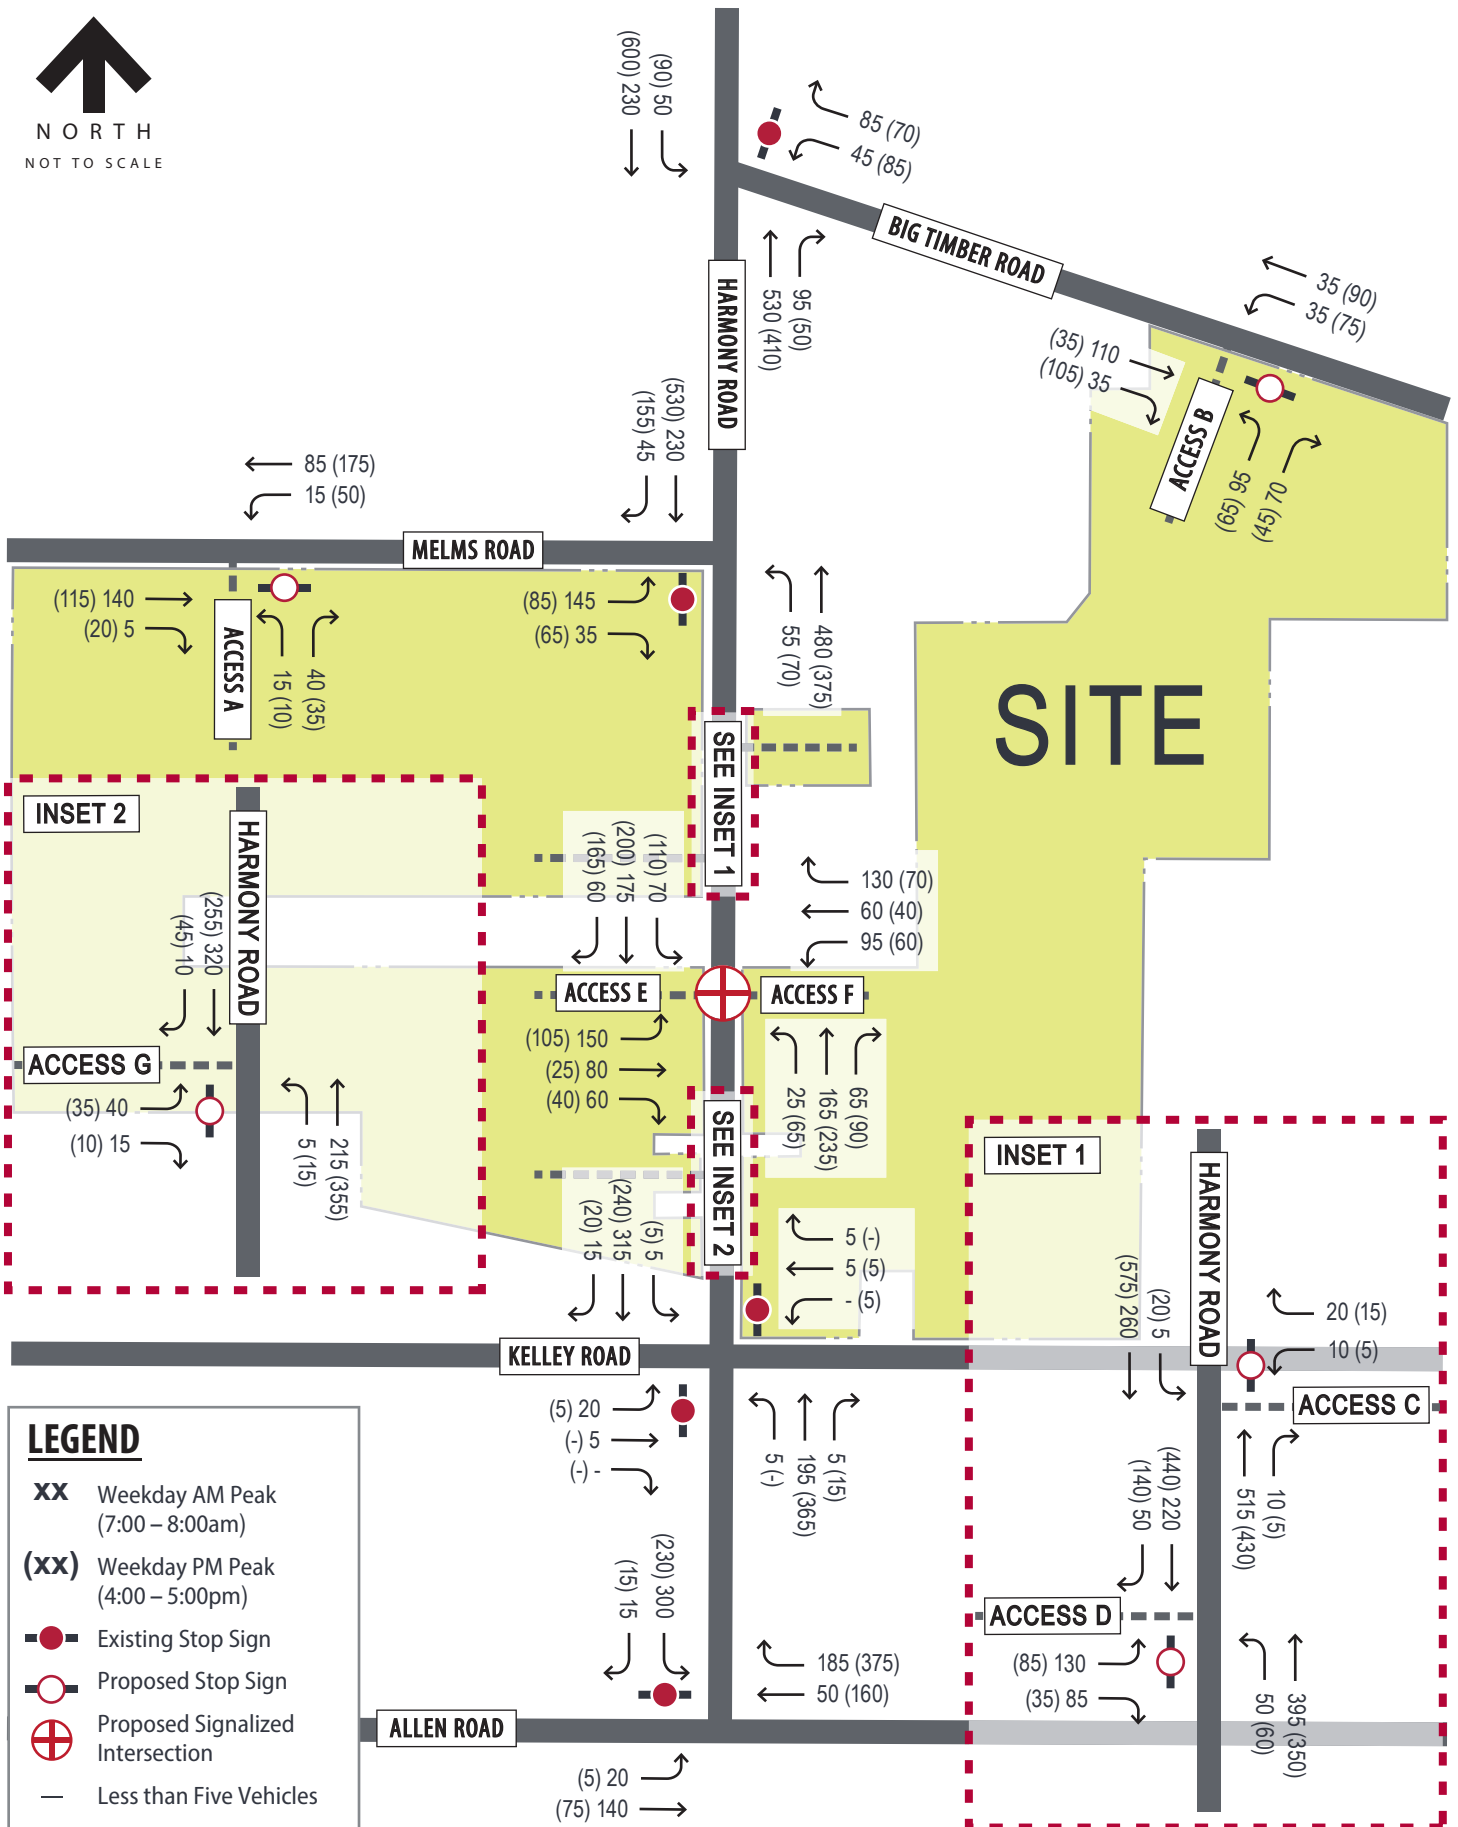 NORTH
NOT TO SCALE
(600) 230
(90) 50
85 (70)
45 (85)
BIG TIMBER ROAD
HARMONY ROAD
530 (410)
95 (50)
35 (90)
35 (75)
(35) 110
(105) 35
ACCESS B
(65) 95
(45) 70
(155) 45
(530) 230
85 (175)
15 (50)
MELMS ROAD
(115) 140
(20) 5
ACCESS A
15 (10)
40 (35)
(85) 145
(65) 35
55 (70)
480 (375)
SITE
SEE INSET 1
INSET 2
HARMONY ROAD
(45) 10
(255) 320
ACCESS G
(35) 40
(10) 15
5 (15)
215 (355)
(165) 60
(200) 175
(110) 70
130 (70)
60 (40)
95 (60)
ACCESS E
ACCESS F
(105) 150
(25) 80
(40) 60
25 (65)
165 (235)
65 (90)
SEE INSET 2
(20) 15
(240) 315
(5) 5
5 (-)
5 (5)
- (5)
KELLEY ROAD
(5) 20
(-) 5
(-) -
5 (-)
195 (365)
5 (15)
INSET 1
HARMONY ROAD
(575) 260
(20) 5
20 (15)
10 (5)
ACCESS C
515 (430)
10 (5)
(140) 50
(440) 220
ACCESS D
(85) 130
(35) 85
50 (60)
395 (350)
(15) 15
(230) 300
185 (375)
50 (160)
ALLEN ROAD
(5) 20
(75) 140
LEGEND
XX Weekday AM Peak
(7:00 – 8:00am)
(XX) Weekday PM Peak
(4:00 – 5:00pm)
Existing Stop Sign
Proposed Stop Sign
Proposed Signalized
Intersection
— Less than Five Vehicles